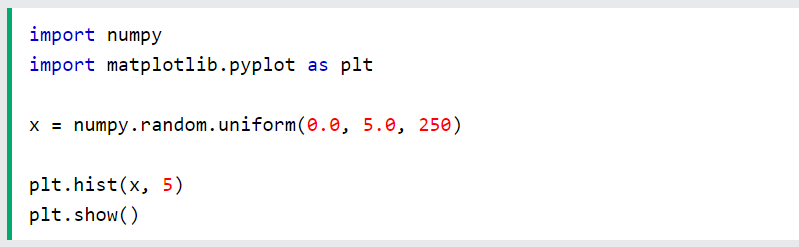 import numpy
import matplotlib.pyplot as plt
x = numpy.random.uniform(0.0, 5.0, 250)
plt.hist(x, 5)
plt.show()